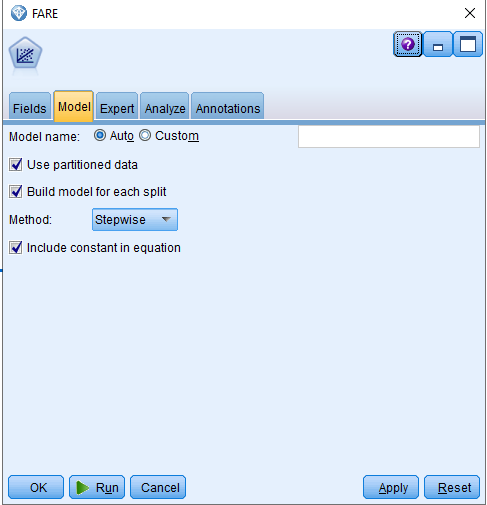 FARE
Fields Model Expert Analyze Annotations
Model name: Auto Custom
Use partitioned data
Build model for each split
Method: Stepwise
Include constant in equation
OK Run Cancel Apply Reset